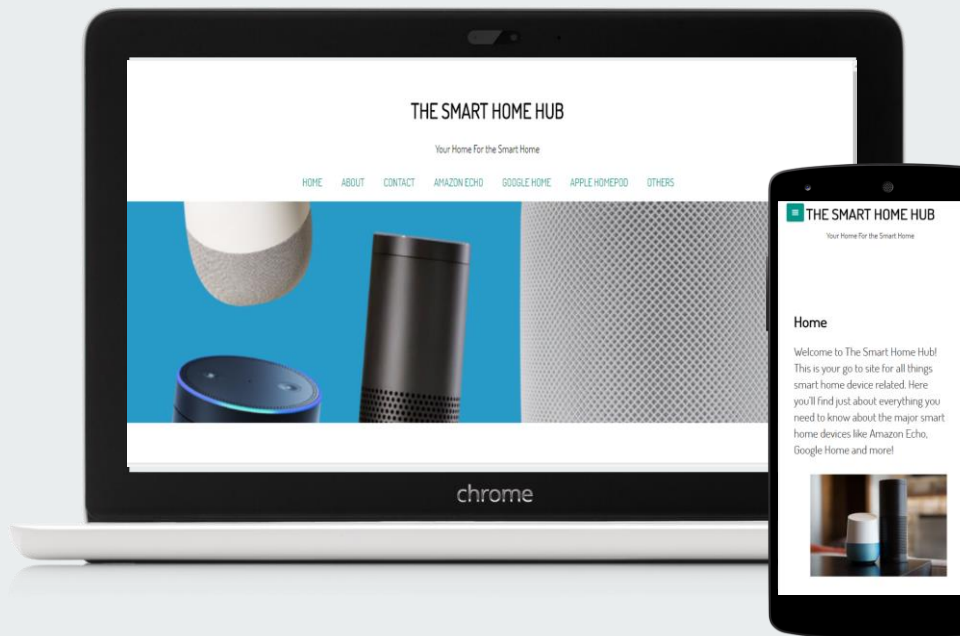 THE SMART HOME HUB
Your Home For the Smart Home
HOME ABOUT CONTACT AMAZON ECHO GOOGLE HOME APPLE HOMEPOD OTHERS
chrome
THE SMART HOME HUB
Your Home For the Smart Home
Home
Welcome to The Smart Home Hub!
This is your go to site for all things
smart home device related. Here
you'll find just about everything you
need to know about the major smart
home devices like Amazon Echo,
Google Home and more!